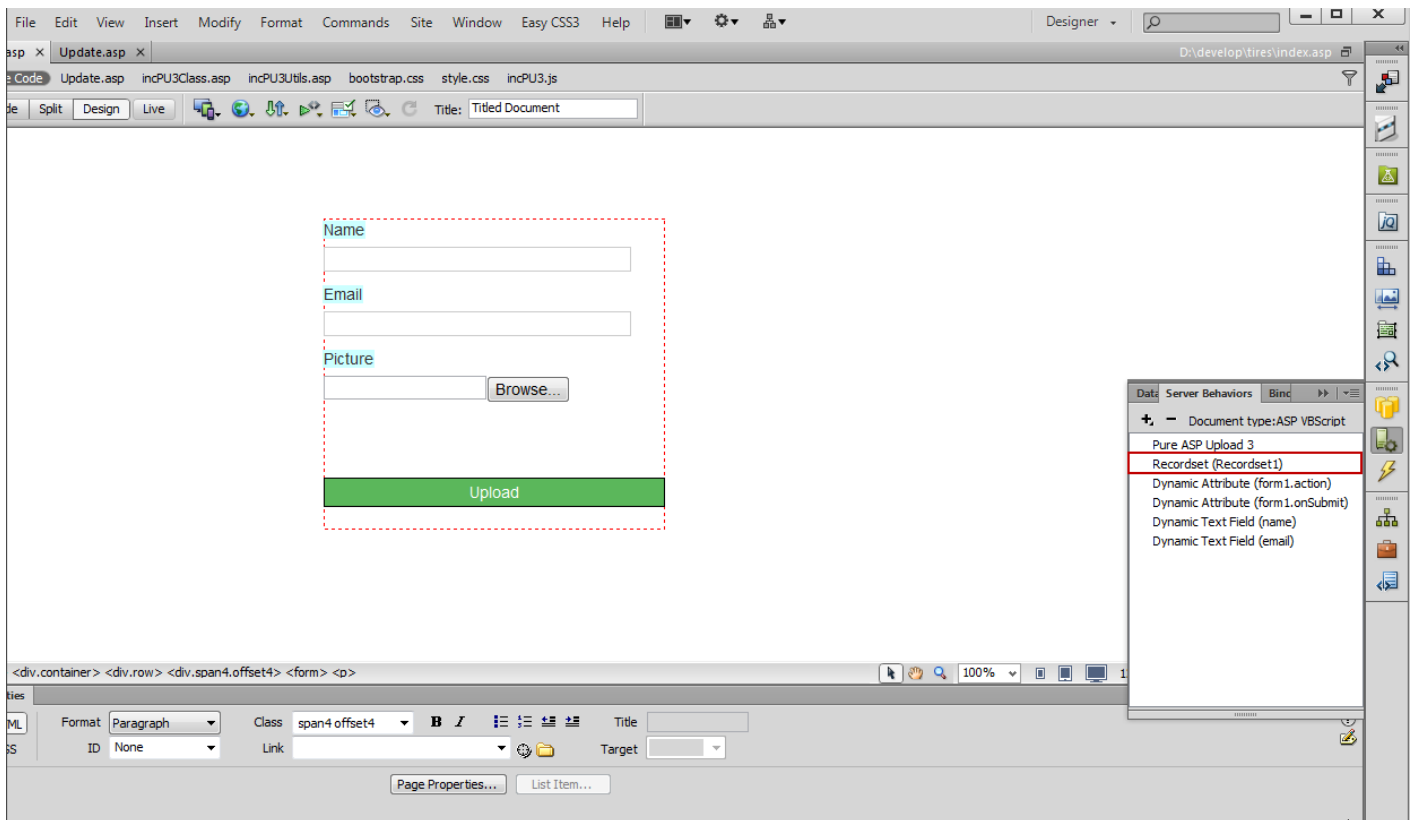 File Edit View Insert Modify Format Commands Site Window Easy CSS3 Help Designer
asp × Update.asp × D:\develop\tires\index.asp
e Code Update.asp incPU3Class.asp incPU3Utils.asp bootstrap.css style.css incPU3.js
de Split Design Live Title: Titled Document
jQ
Name
Email
Picture
Browse...
Upload
Data Server Behaviors Bind
Document type:ASP VBScript
Pure ASP Upload 3
Recordset (Recordset1)
Dynamic Attribute (form1.action)
Dynamic Attribute (form1.onSubmit)
Dynamic Text Field (name)
Dynamic Text Field (email)
<div.container> <div.row> <div.span4.offset4> <form> <p> 100% 1
ties
ML Format Paragraph Class span4 offset4 B I Title
SS ID None Link Target
Page Properties... List Item...